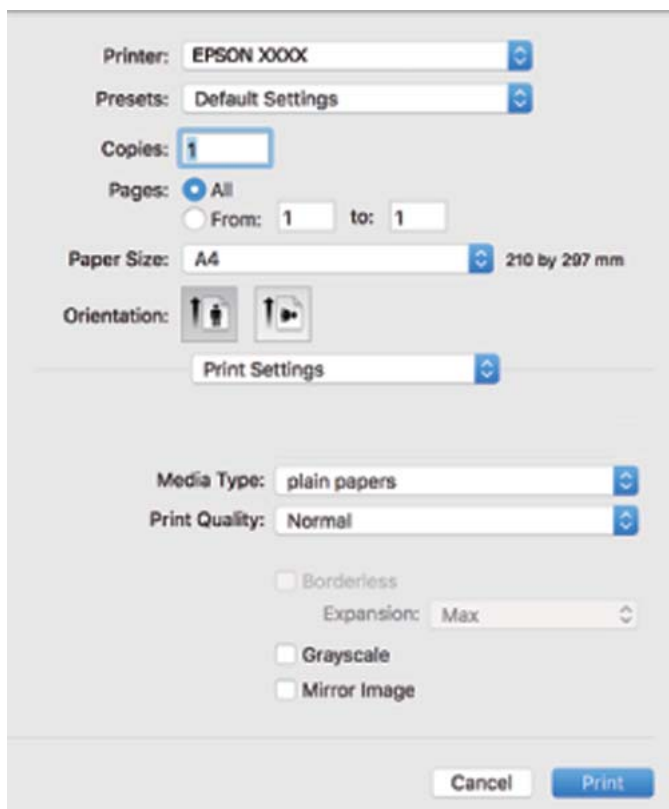 Printer: EPSON XXXX
Presets: Default Settings
Copies: 1
Pages: All
From: 1 to: 1
Paper Size: A4 210 by 297 mm
Orientation:
Print Settings
Media Type: plain papers
Print Quality: Normal
Borderless
Expansion: Max
Grayscale
Mirror Image
Cancel Print